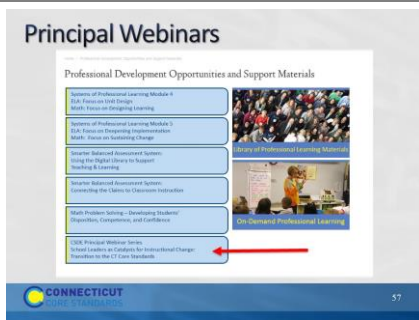 Principal Webinars
Professional Development Opportunities and Support Materials
Systems of Professional Learning Module 4
ELA: Focus on Unit Design
Math: Focus on Designing Learning
Systems of Professional Learning Module 5
ELA: Focus on Deepening Implementation
Math: Focus on Sustaining Change
Smarter Balanced Assessment System:
Using the Digital Library to Support
Teaching & Learning
Smarter Balanced Assessment System:
Connecting the Claims to Classroom Instruction
Math Problem Solving – Developing Students'
Disposition, Competence, and Confidence
CSDE Principal Webinar Series
School Leaders as Catalysts for Instructional Change:
Transition to the CT Core Standards
Library of Professional Learning Materials
On-Demand Professional Learning
CONNECTICUT
CORE STANDARDS
57